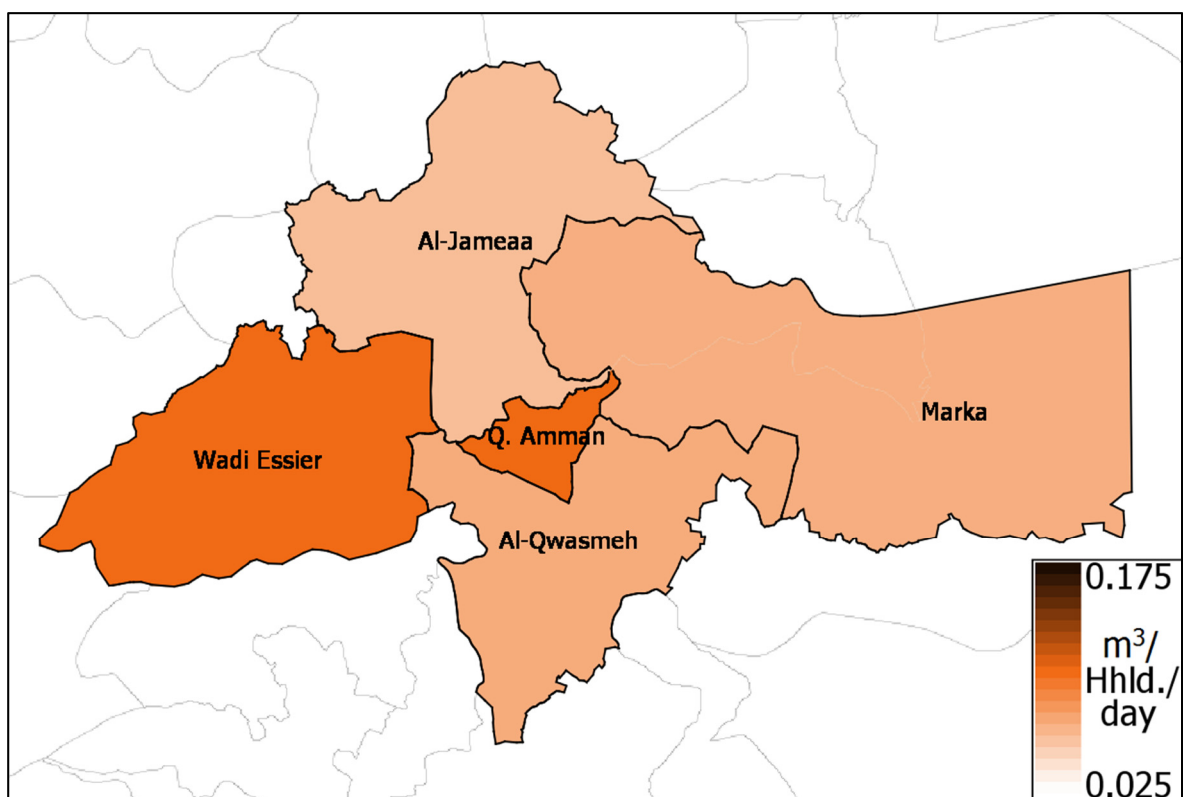 Al-Jameaa
Marka
Q. Amman
Wadi Essier
Al-Qwasmeh
0.175
m³/
Hhld./
day
0.025